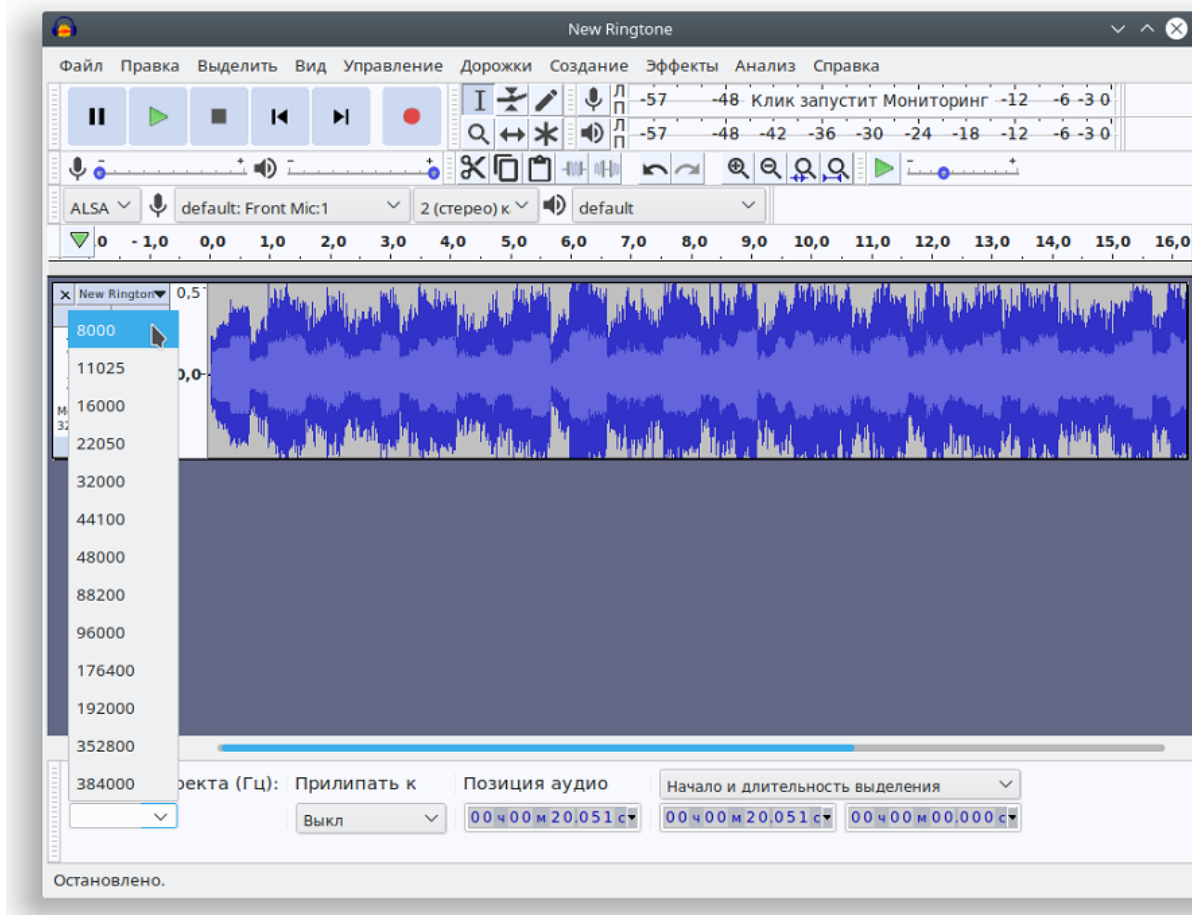 New Ringtone
Файл Правка Выделить Вид Управление Дорожки Создание Эффекты Анализ Справка
Л П -57 -48 Клик запустит Мониторинг -12 -6 -3 0
Л П -57 -48 -42 -36 -30 -24 -18 -12 -6 -3 0
ALSA default: Front Mic:1 2 (стерео) к default
- 1,0 0,0 1,0 2,0 3,0 4,0 5,0 6,0 7,0 8,0 9,0 10,0 11,0 12,0 13,0 14,0 15,0 16,0
New Rington 0,5
8000
11025
16000
22050
32000
44100
48000
88200
96000
176400
192000
352800
384000
(Гц): Прилипать к Позиция аудио Начало и длительность выделения
Выкл 00 ч 00 м 20.051 с 00 ч 00 м 20.051 с 00 ч 00 м 00.000 с
Остановлено.